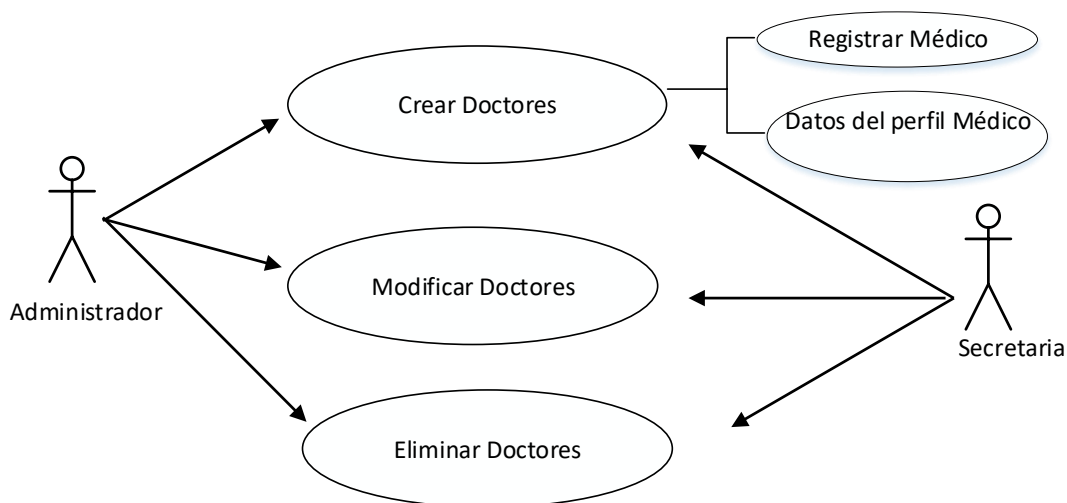 Registrar Médico
Crear Doctores
Datos del perfil Médico
Modificar Doctores
Administrador
Secretaria
Eliminar Doctores